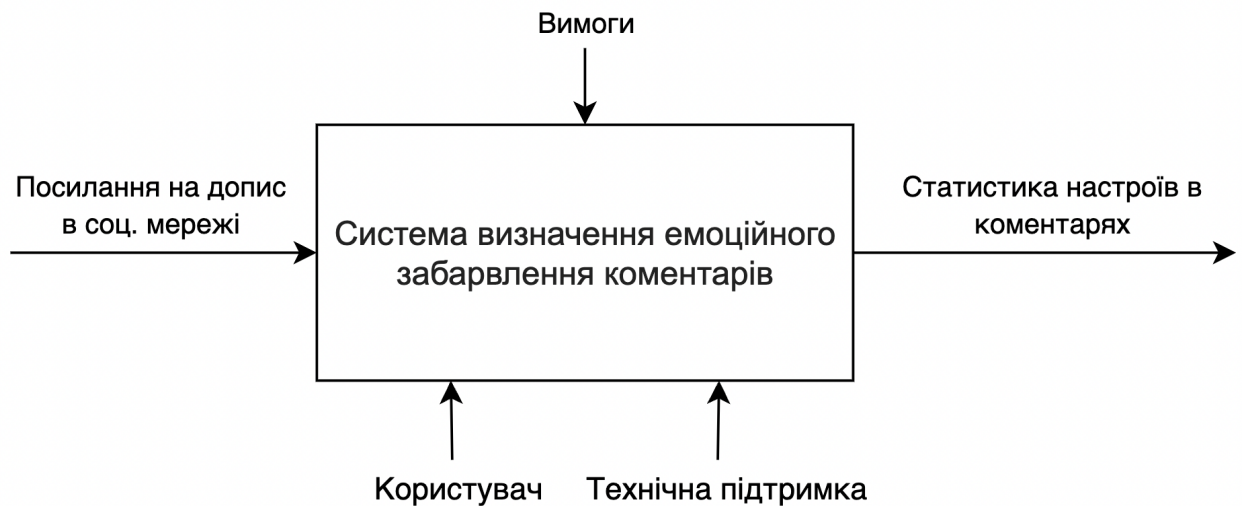 Вимоги
Посилання на допис
в соц. мережі
Система визначення емоційного
забарвлення коментарів
Статистика настроїв в
коментарях
Користувач
Технічна підтримка